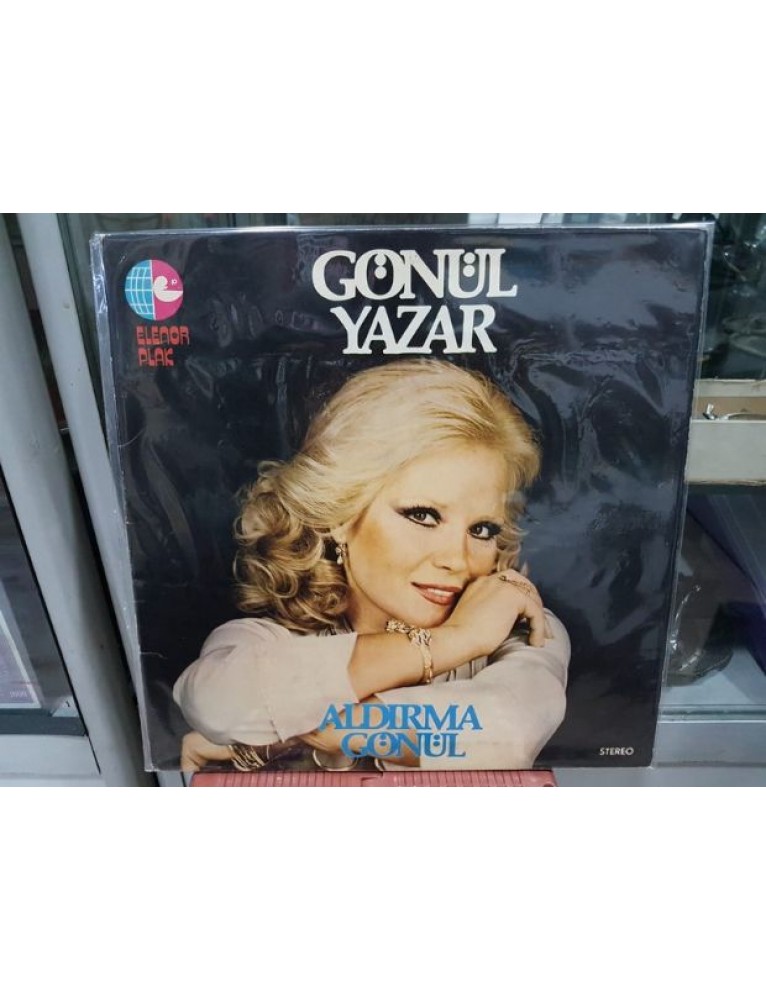 GÖNÜL
YAZAR
ELENOR
PLAK
ALDIRMA
GÖNÜL
STEREO